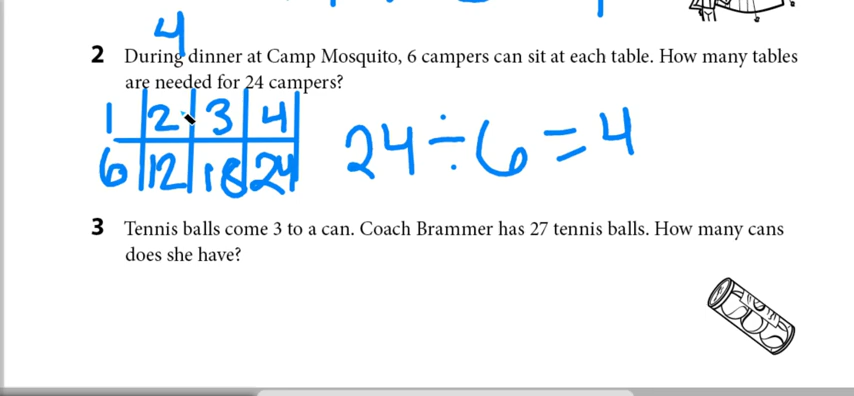 4
2 During dinner at Camp Mosquito, 6 campers can sit at each table. How many tables
are needed for 24 campers?
1 2 3 4
6 12 18 24
24 ÷ 6 = 4
3 Tennis balls come 3 to a can. Coach Brammer has 27 tennis balls. How many cans
does she have?